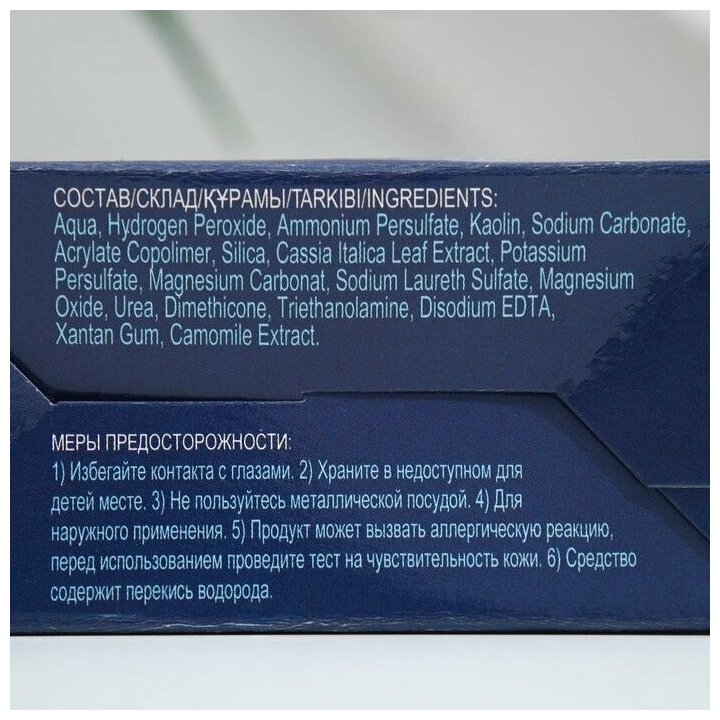 СОСТАВ/СКЛАД/ҚҰРАМЫ/TARKIBI/INGREDIENTS:
Aqua, Hydrogen Peroxide, Ammonium Persulfate, Kaolin, Sodium Carbonate,
Acrylate Copolimer, Silica, Cassia Italica Leaf Extract, Potassium
Persulfate, Magnesium Carbonat, Sodium Laureth Sulfate, Magnesium
Oxide, Urea, Dimethicone, Triethanolamine, Disodium EDTA,
Xantan Gum, Camomile Extract.
МЕРЫ ПРЕДОСТОРОЖНОСТИ:
1) Избегайте контакта с глазами. 2) Храните в недоступном для
детей месте. 3) Не пользуйтесь металлической посудой. 4) Для
наружного применения. 5) Продукт может вызвать аллергическую реакцию,
перед использованием проведите тест на чувствительность кожи. 6) Средство
содержит перекись водорода.